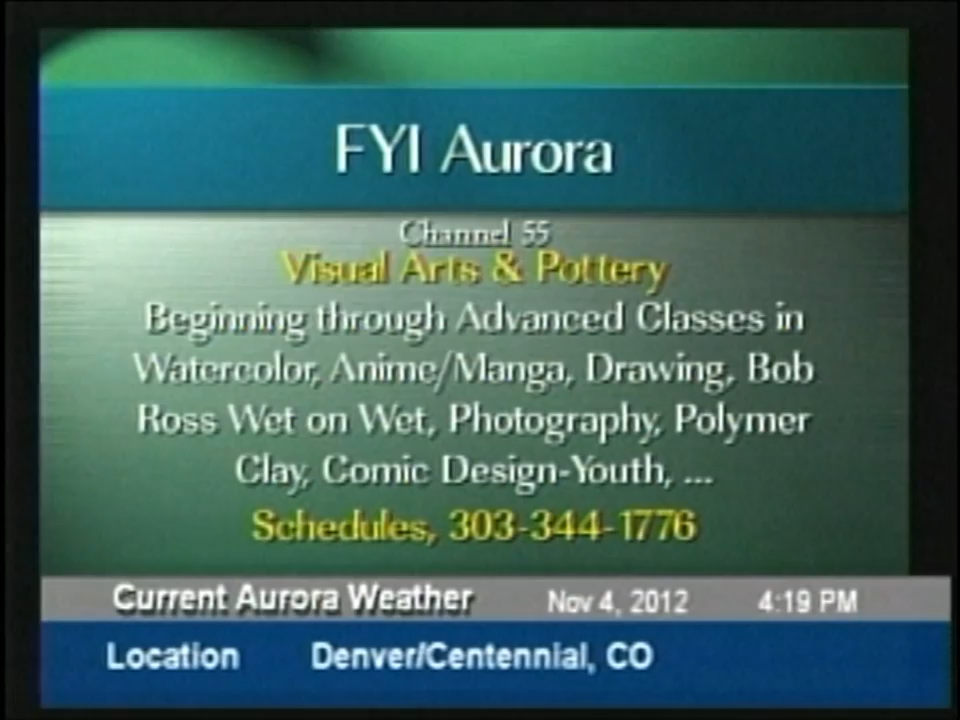 FYI Aurora
Channel 55
Visual Arts & Pottery
Beginning through Advanced Classes in
Watercolor, Anime/Manga, Drawing, Bob
Ross Wet on Wet, Photography, Polymer
Clay, Comic Design-Youth, ...
Schedules, 303-344-1776
Current Aurora Weather Nov 4, 2012 4:19 PM
Location Denver/Centennial, CO